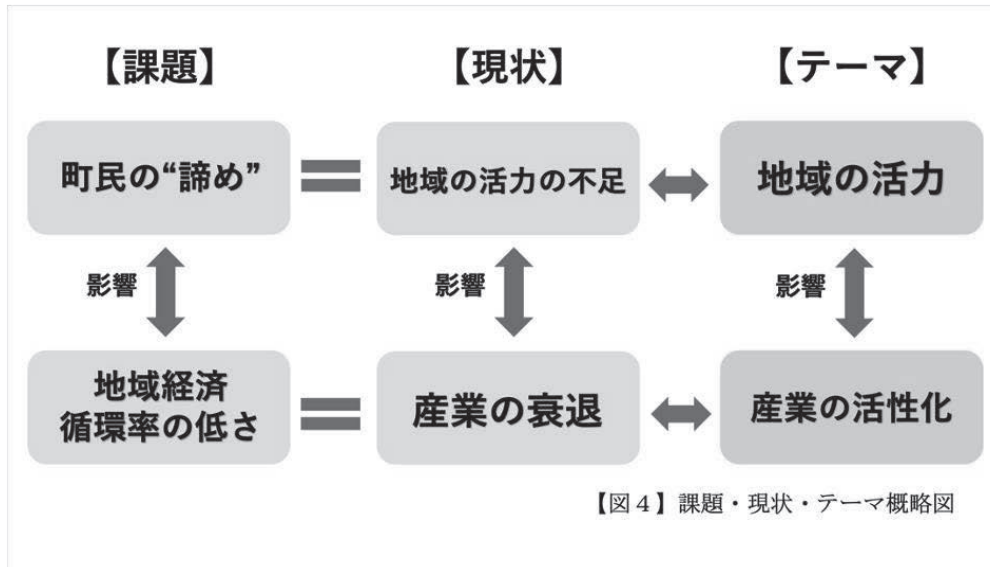 【課題】
【現状】
【テーマ】
町民の“諦め”
地域の活力の不足
地域の活力
影響
影響
影響
地域経済
循環率の低さ
産業の衰退
産業の活性化
【図４】課題・現状・テーマ概略図